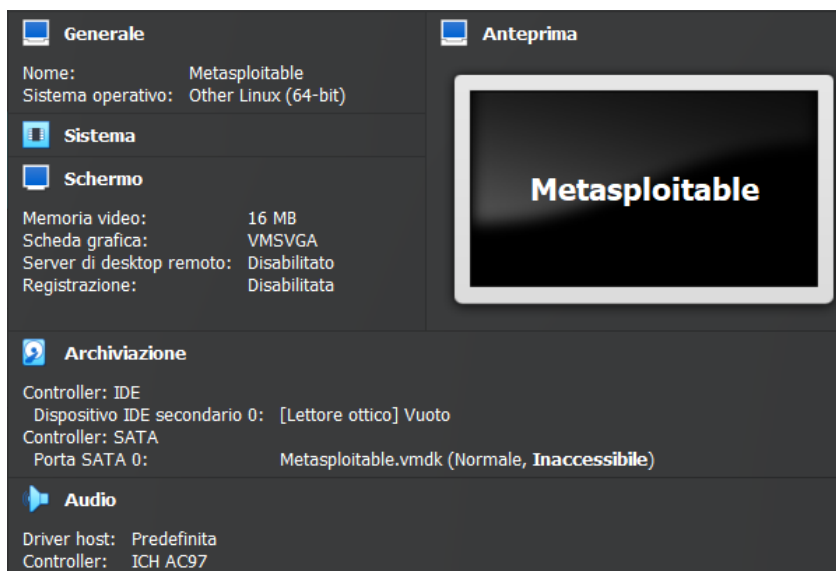 Generale
Nome: Metasploitable
Sistema operativo: Other Linux (64-bit)
Sistema
Schermo
Memoria video: 16 MB
Scheda grafica: VMSVGA
Server di desktop remoto: Disabilitato
Registrazione: Disabilitata
Anteprima
Metasploitable
Archiviazione
Controller: IDE
Dispositivo IDE secondario 0: [Lettore ottico] Vuoto
Controller: SATA
Porta SATA 0: Metasploitable.vmdk (Normale, Inaccessibile)
Audio
Driver host: Predefinita
Controller: ICH AC97